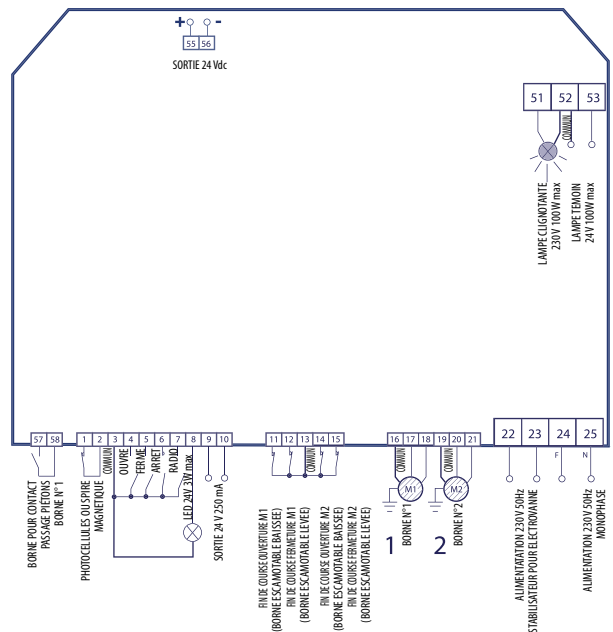 + -
55 56
SORTIE 24 Vdc
51 52 53
COMMUN
LAMPE CLIGNOTANTE
230 V 100W max
LAMPE TEMOIN
24 V 100W max
57 58
1 2 3 4 5 6 7 8 9 10
11 12 13 14 15
16 17 18
19 20 21
22 23 24 25
BORNE POUR CONTACT
PASSAGE PIÉTONS
BORNE N° 1
PHOTOCELLULES OU SPIRE
MAGNETIQUE
COMMUN
OUVRE
FERME
ARRET
RADIO
LED 24V 3W max
SORTIE 24 V 250 mA
COMMUN
FIN DE COURSE OUVERTURE M1
(BORNE ESCAMOTABLE BAISSEE)
FIN DE COURSE FERMETURE M1
(BORNE ESCAMOTABLE LEVEE)
FIN DE COURSE OUVERTURE M2
(BORNE ESCAMOTABLE BAISSEE)
FIN DE COURSE FERMETURE M2
(BORNE ESCAMOTABLE LEVEE)
COMMUN
M1
1
BORNE N°1
COMMUN
M2
2
BORNE N°2
F
N
ALIMENTATATION 230 V 50Hz
STABILISATEUR POUR ELECTROVANNE
ALIMENTATION 230 V 50Hz
MONOPHASE